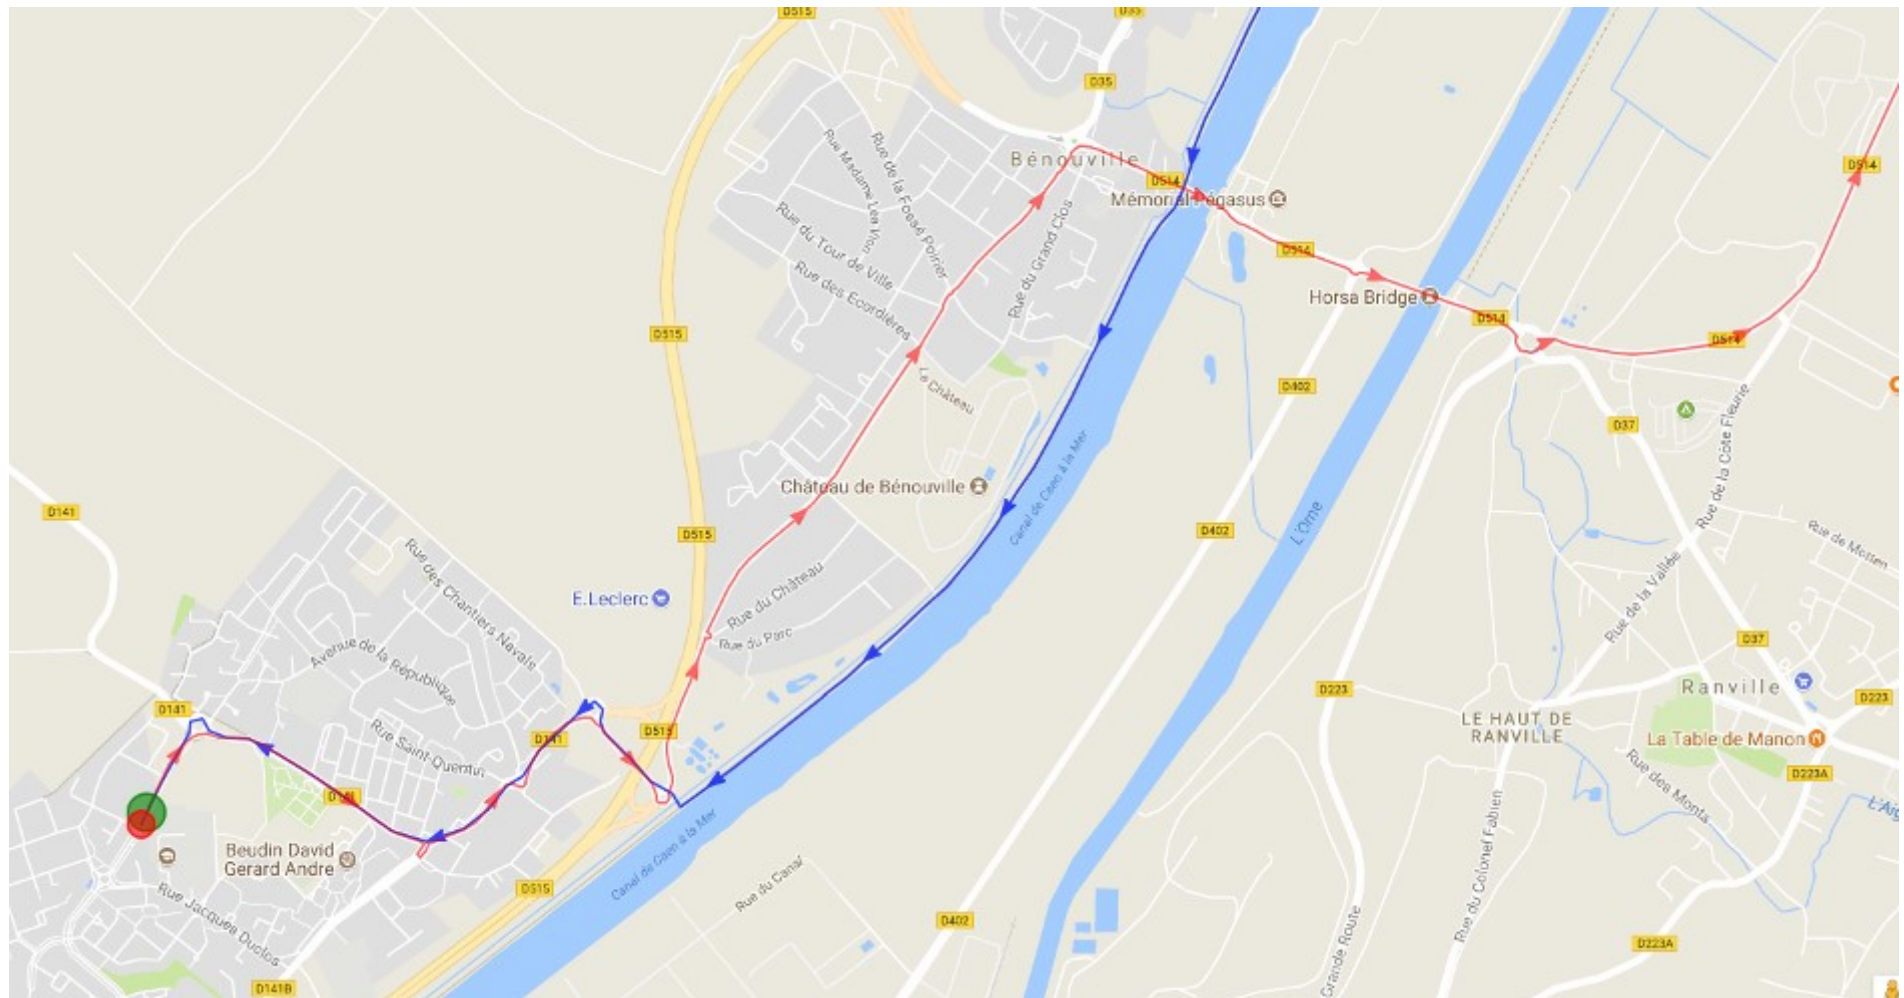 D515
D35
D35
Bénouville
D514
Mémorial Pégasus
Rue Madame Léa Vion
Rue de la Fossé Poirier
Rue du Tour de Ville
Rue des Ecordières
Rue du Grand Clos
D514
D514
Horsa Bridge
D514
D514
D515
Le Château
D402
D37
Rue de la Côte Fleurie
Château de Bénouville
Canal de Caen à la Mer
D141
D515
D402
L'Orne
Rue de la Vallée
Rue des Chantiers Navals
E.Leclerc
Rue du Château
Rue du Parc
Avenue de la République
D37
D223
Ranville
D223
D141
Rue Saint-Quentin
D141
D515
LE HAUT DE
RANVILLE
La Table de Manon
D223A
Rue des Monts
D141
Beudin David
Gerard Andre
Canal de Caen à la Mer
Rue du Canal
D515
Rue Jacques Duclos
D402
Rue du Colonel Fabien
Grande Route
D223A
D141B